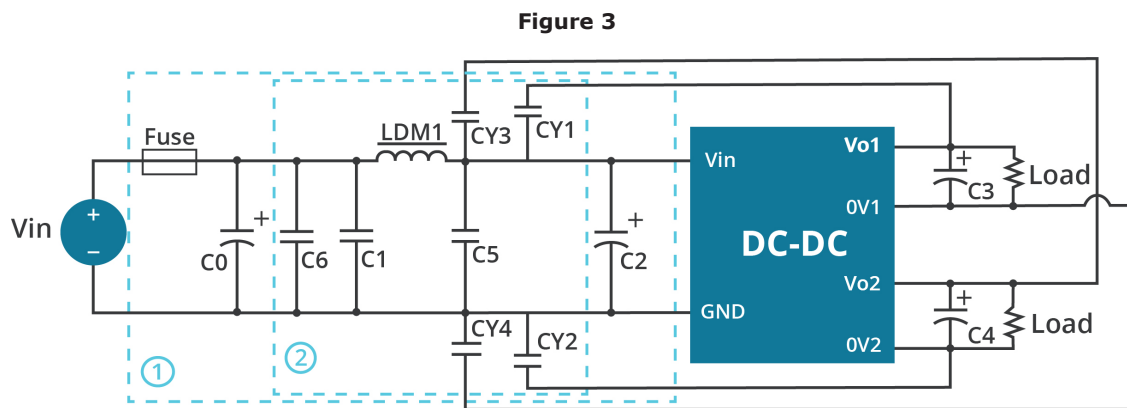 Figure 3
Fuse
LDM1
CY3
CY1
Vin
+
−
C0
+
C6
C1
C5
C2
+
CY4
CY2
1
2
Vin
GND
DC-DC
Vo1
0V1
Vo2
0V2
+
C3
Load
+
C4
Load